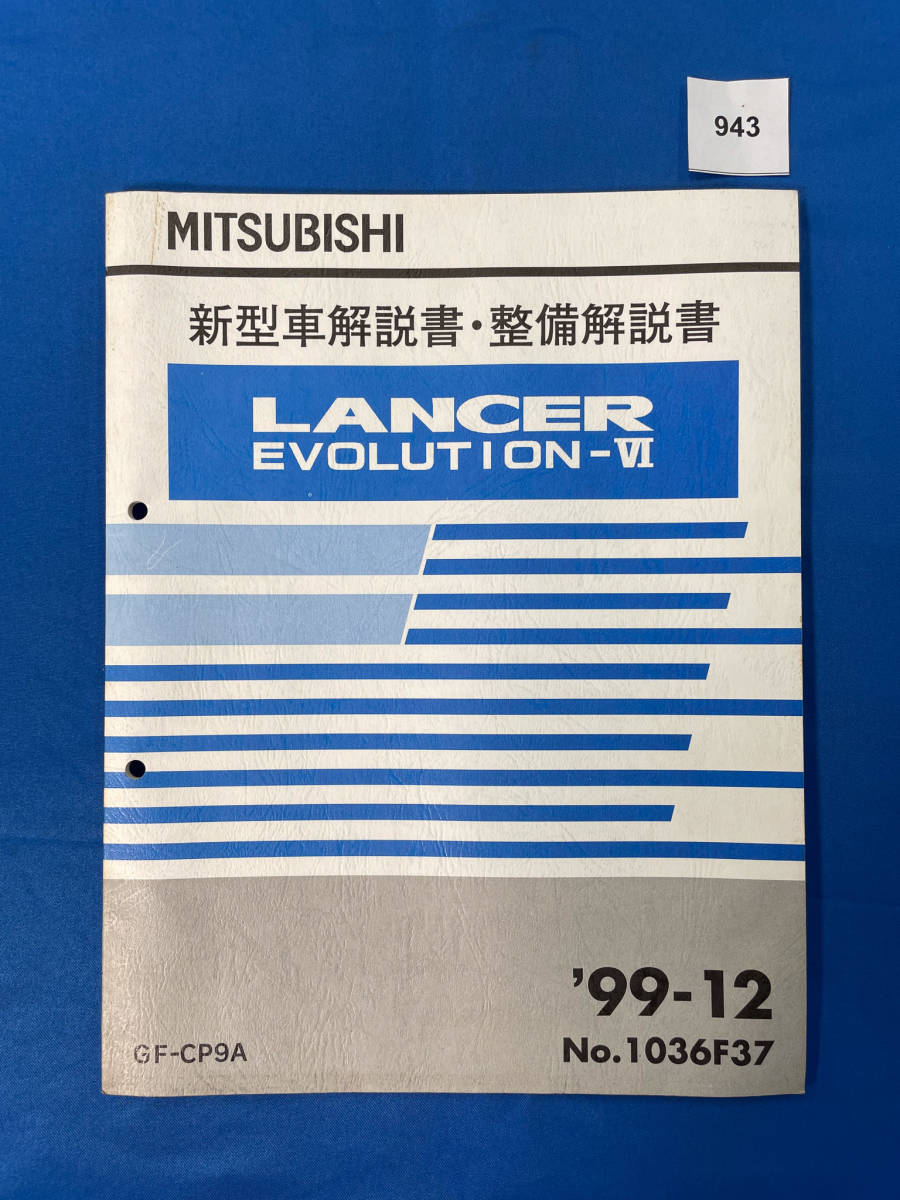 943
MITSUBISHI
新型車解説書・整備解説書
LANCER
EVOLUTION-Ⅵ
'99-12
GF-CP9A
No.1036F37